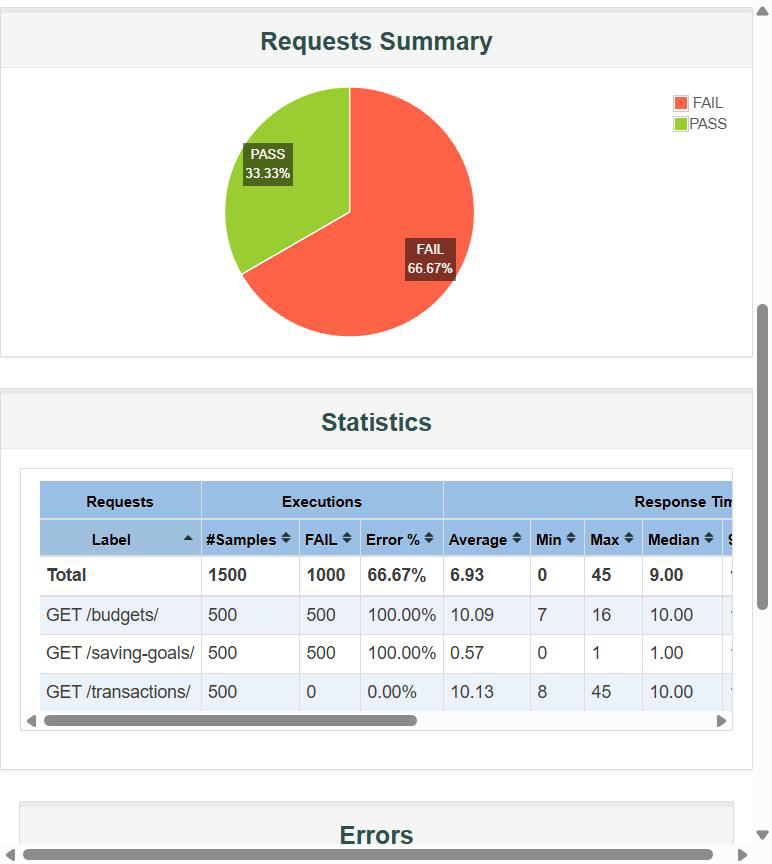 Requests Summary
FAIL
PASS
PASS
33.33%
FAIL
66.67%
Statistics
Requests Executions Response Tim
Label #Samples FAIL Error % Average Min Max Median
Total 1500 1000 66.67% 6.93 0 45 9.00
GET /budgets/ 500 500 100.00% 10.09 7 16 10.00
GET /saving-goals/ 500 500 100.00% 0.57 0 1 1.00
GET /transactions/ 500 0 0.00% 10.13 8 45 10.00
Errors